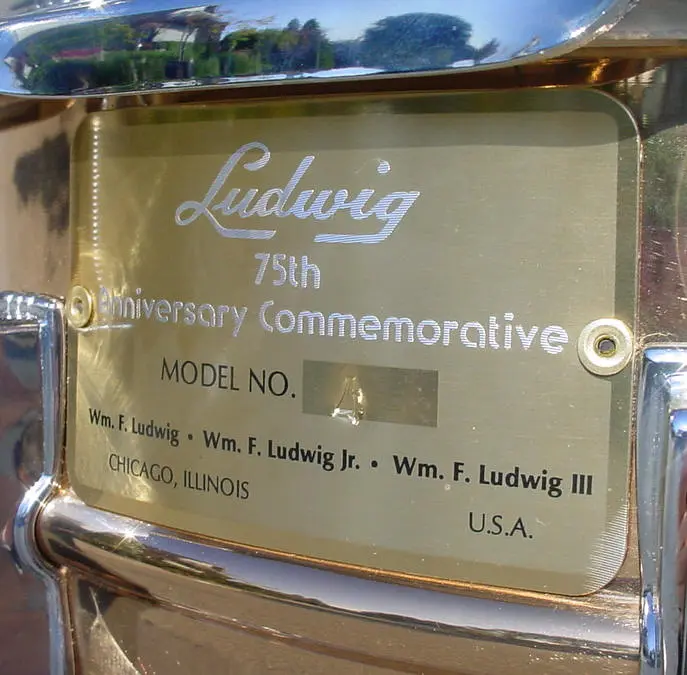 Ludwig
75th
Anniversary Commemorative
MODEL NO.
Wm. F. Ludwig • Wm. F. Ludwig Jr. • Wm. F. Ludwig III
CHICAGO, ILLINOIS
U.S.A.